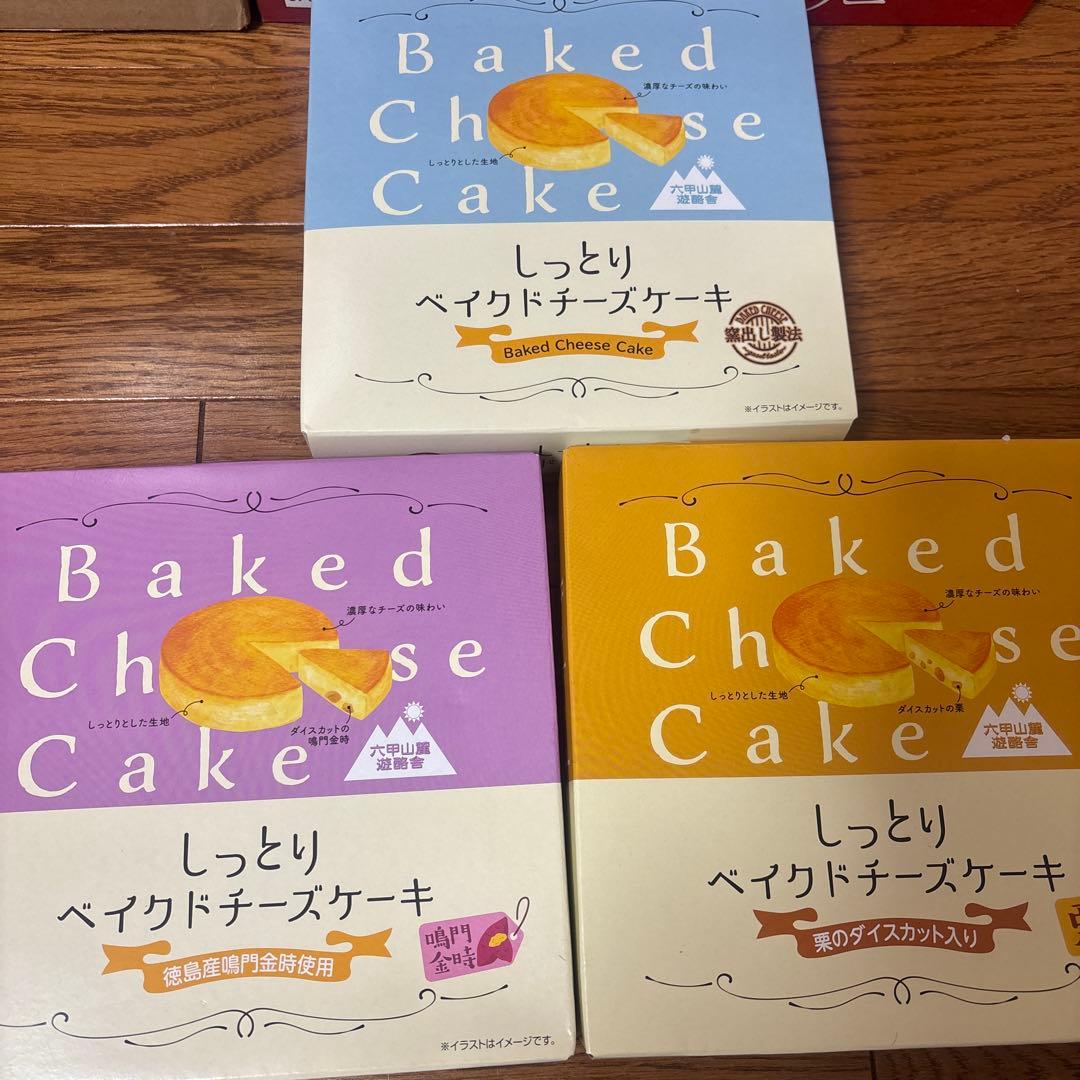 Baked
Cheese
Cake
濃厚なチーズの味わい
しっとりとした生地
六甲山麓
遊酪舎
しっとり
ベイクドチーズケーキ
Baked Cheese Cake
BAKED CHEESE
窯出し製法
※イラストはイメージです。
Baked
Cheese
Cake
濃厚なチーズの味わい
しっとりとした生地
ダイスカットの
鳴門金時
六甲山麓
遊酪舎
しっとり
ベイクドチーズケーキ
徳島産鳴門金時使用
鳴門
金時
※イラストはイメージです。
Baked
Cheese
Cake
濃厚なチーズの味わい
しっとりとした生地
ダイスカットの栗
六甲山麓
遊酪舎
しっとり
ベイクドチーズケーキ
栗のダイスカット入り